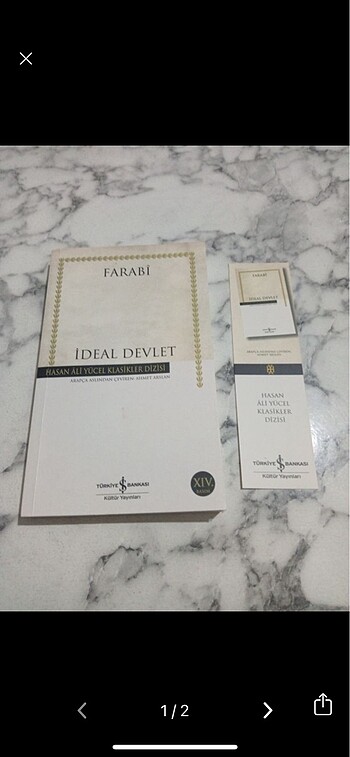 FARABİ
İDEAL DEVLET
HASAN ÂLİ YÜCEL KLASİKLER DİZİSİ
ARAPÇA ASLINDAN ÇEVİREN: AHMET ARSLAN
XIV.
BASIM
TÜRKİYE İŞ BANKASI
Kültür Yayınları
FARABİ
İDEAL DEVLET
HASAN
ÂLİ YÜCEL
KLASİKLER
DİZİSİ
TÜRKİYE İŞ BANKASI
Kültür Yayınları
1/2